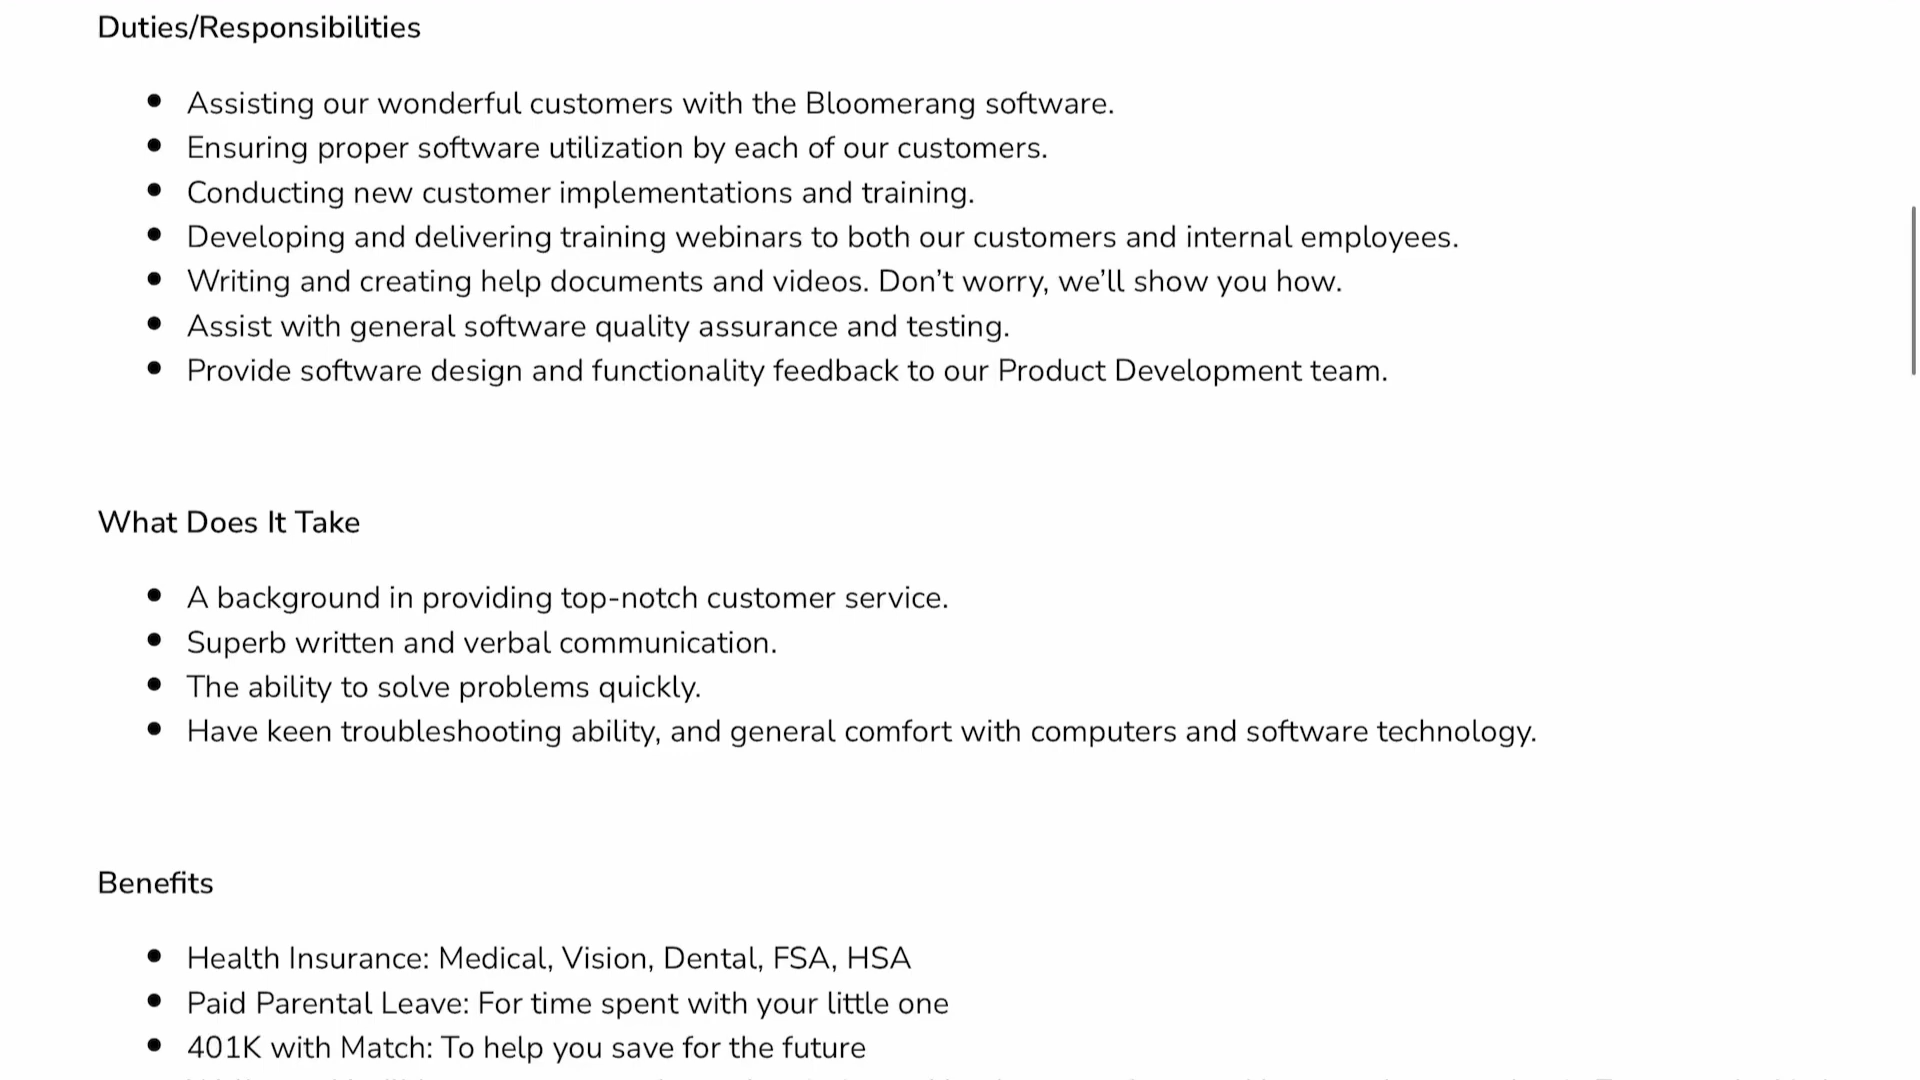 Duties/Responsibilities
• Assisting our wonderful customers with the Bloomerang software.
• Ensuring proper software utilization by each of our customers.
• Conducting new customer implementations and training.
• Developing and delivering training webinars to both our customers and internal employees.
• Writing and creating help documents and videos. Don’t worry, we’ll show you how.
• Assist with general software quality assurance and testing.
• Provide software design and functionality feedback to our Product Development team.
What Does It Take
• A background in providing top-notch customer service.
• Superb written and verbal communication.
• The ability to solve problems quickly.
• Have keen troubleshooting ability, and general comfort with computers and software technology.
Benefits
• Health Insurance: Medical, Vision, Dental, FSA, HSA
• Paid Parental Leave: For time spent with your little one
• 401K with Match: To help you save for the future